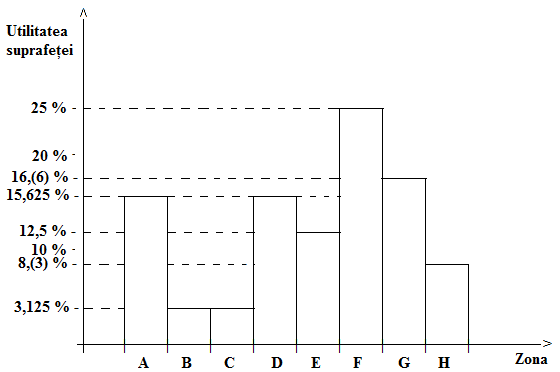 Utilitatea
suprafeței
25 %
20 %
16,(6) %
15,625 %
12,5 %
10 %
8,(3) %
3,125 %
A B C D E F G H
Zona